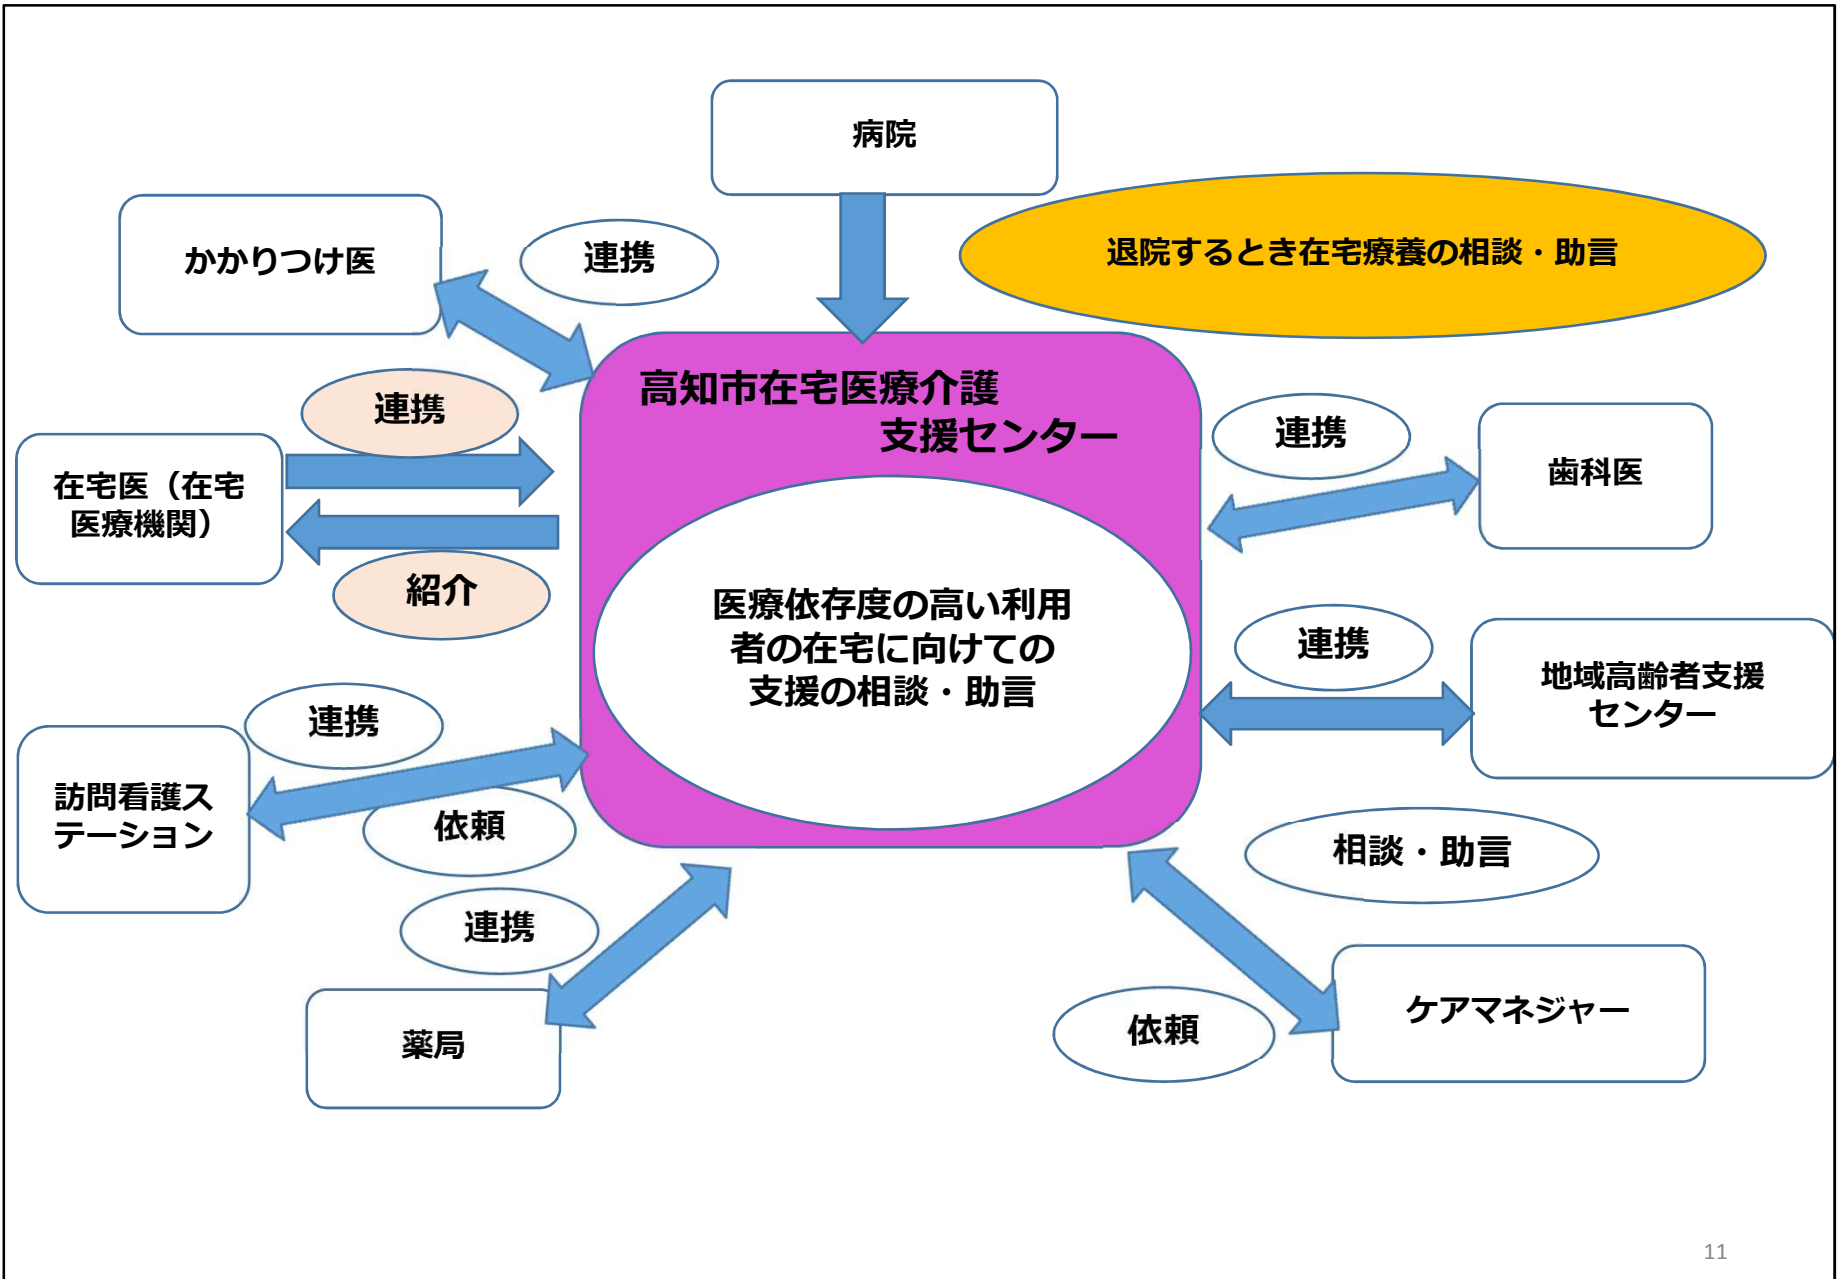 病院
かかりつけ医
連携
退院するとき在宅療養の相談・助言
高知市在宅医療介護
支援センター
連携
在宅医（在宅
医療機関）
紹介
連携
歯科医
医療依存度の高い利用
者の在宅に向けての
支援の相談・助言
連携
地域高齢者支援
センター
連携
訪問看護ス
テーション
依頼
相談・助言
連携
薬局
依頼
ケアマネジャー
11